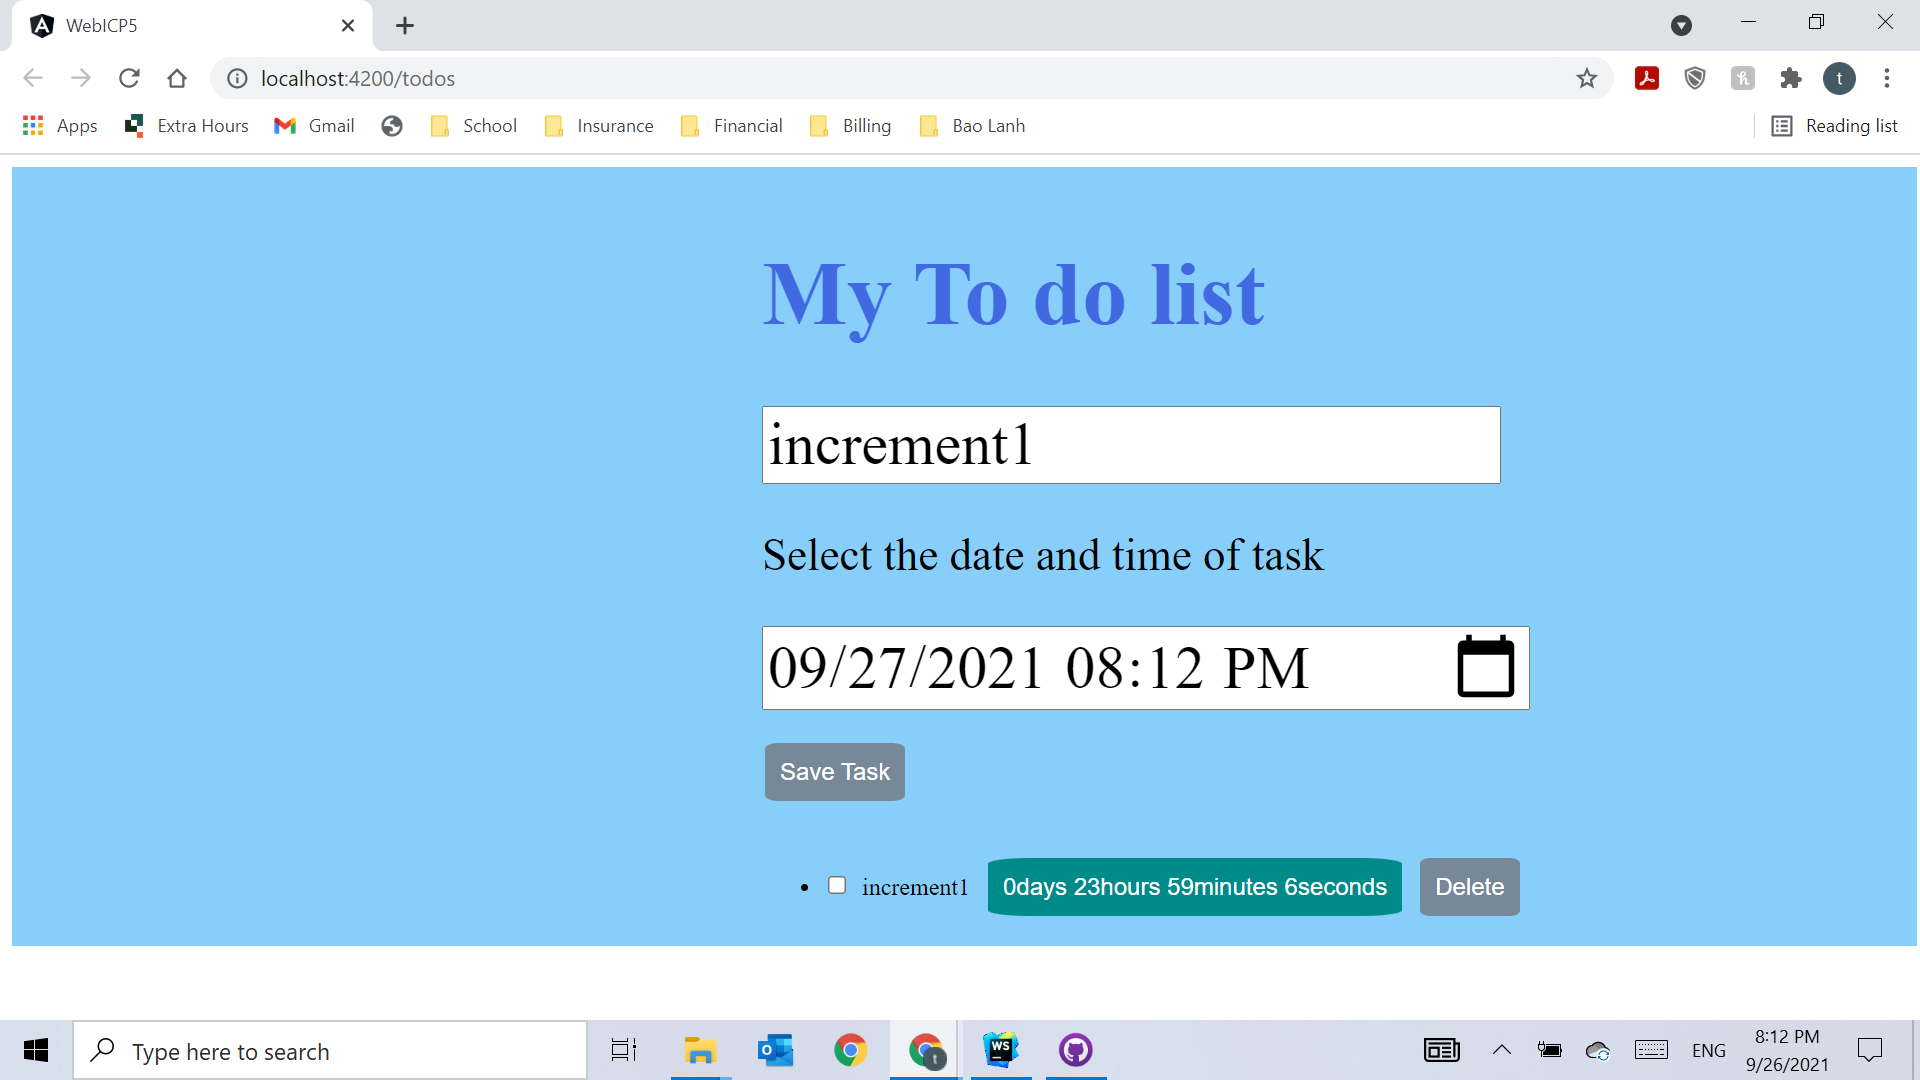 WebICP5
localhost:4200/todos
Apps Extra Hours Gmail School Insurance Financial Billing Bao Lanh Reading list
My To do list
increment1
Select the date and time of task
09/27/2021 08:12 PM
Save Task
increment1 0days 23hours 59minutes 6seconds Delete
Type here to search
WS
ENG
8:12 PM
9/26/2021